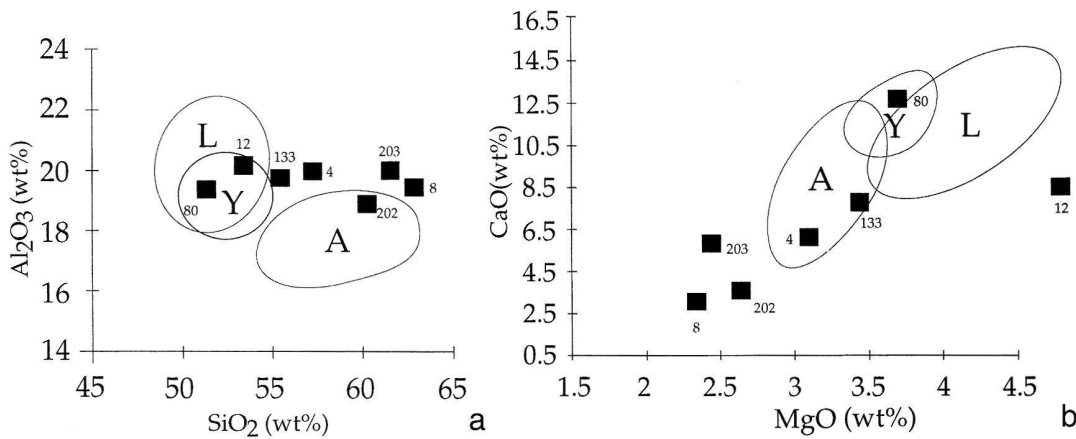 24
22
20
18
16
14
Al₂O₃ (wt%)
L
12
133
4
203
8
80
Y
202
A
45 50 55 60 65
SiO₂ (wt%)
a
16.5
14.5
12.5
10.5
8.5
6.5
4.5
2.5
0.5
CaO(wt%)
80
Y
L
A
12
133
4
203
202
8
1.5 2.5 3.5 4.5
MgO (wt%)
b